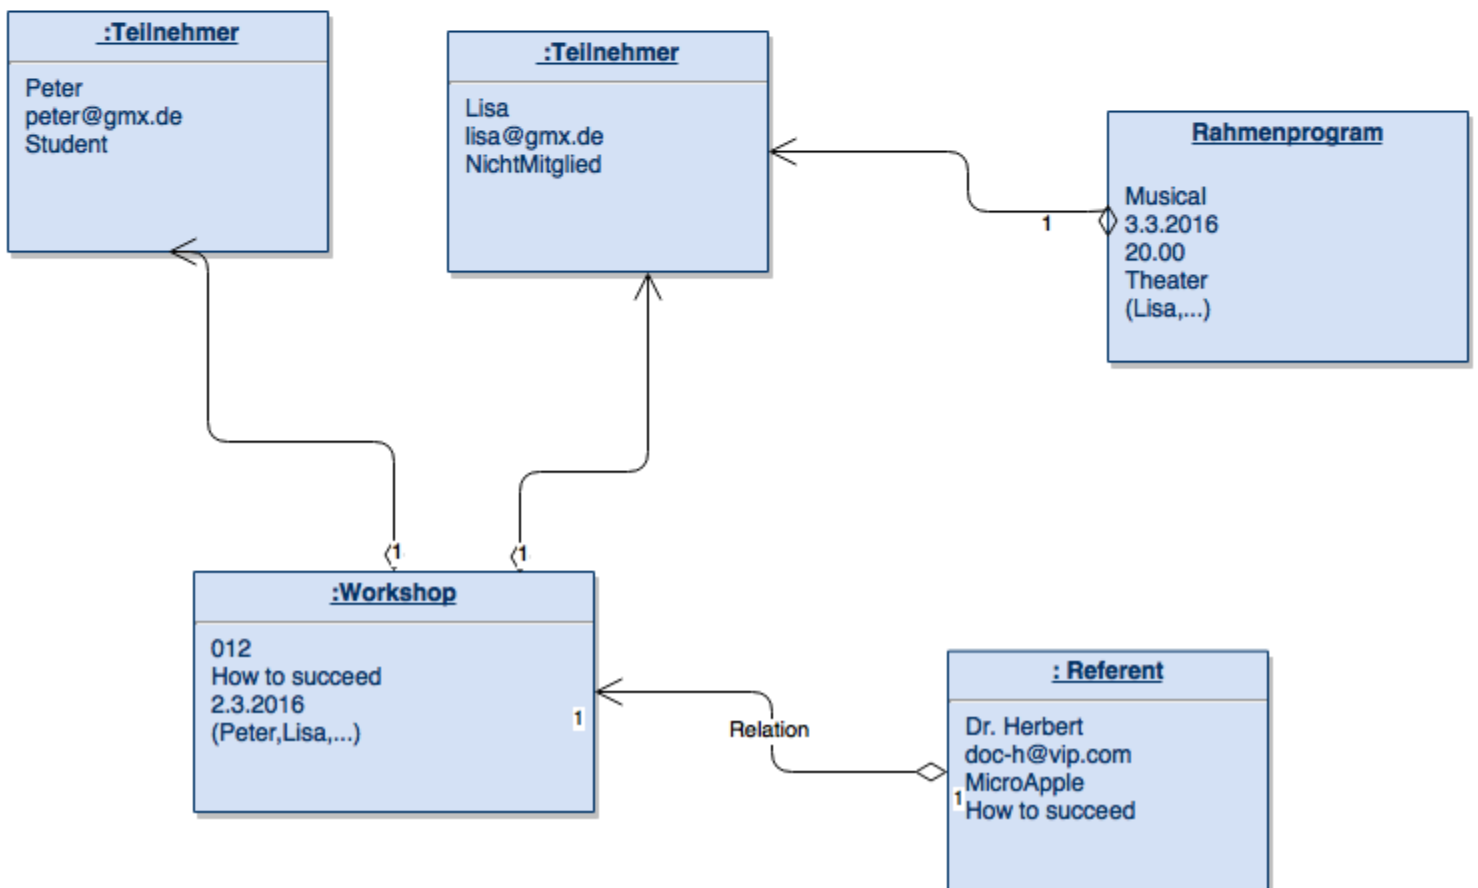 :Teilnehmer
Peter
peter@gmx.de
Student
:Teilnehmer
Lisa
lisa@gmx.de
NichtMitglied
Rahmenprogram
Musical
3.3.2016
20.00
Theater
(Lisa,...)
1
1
1
:Workshop
012
How to succeed
2.3.2016
(Peter,Lisa,...)
1
Relation
: Referent
Dr. Herbert
doc-h@vip.com
MicroApple
1
How to succeed